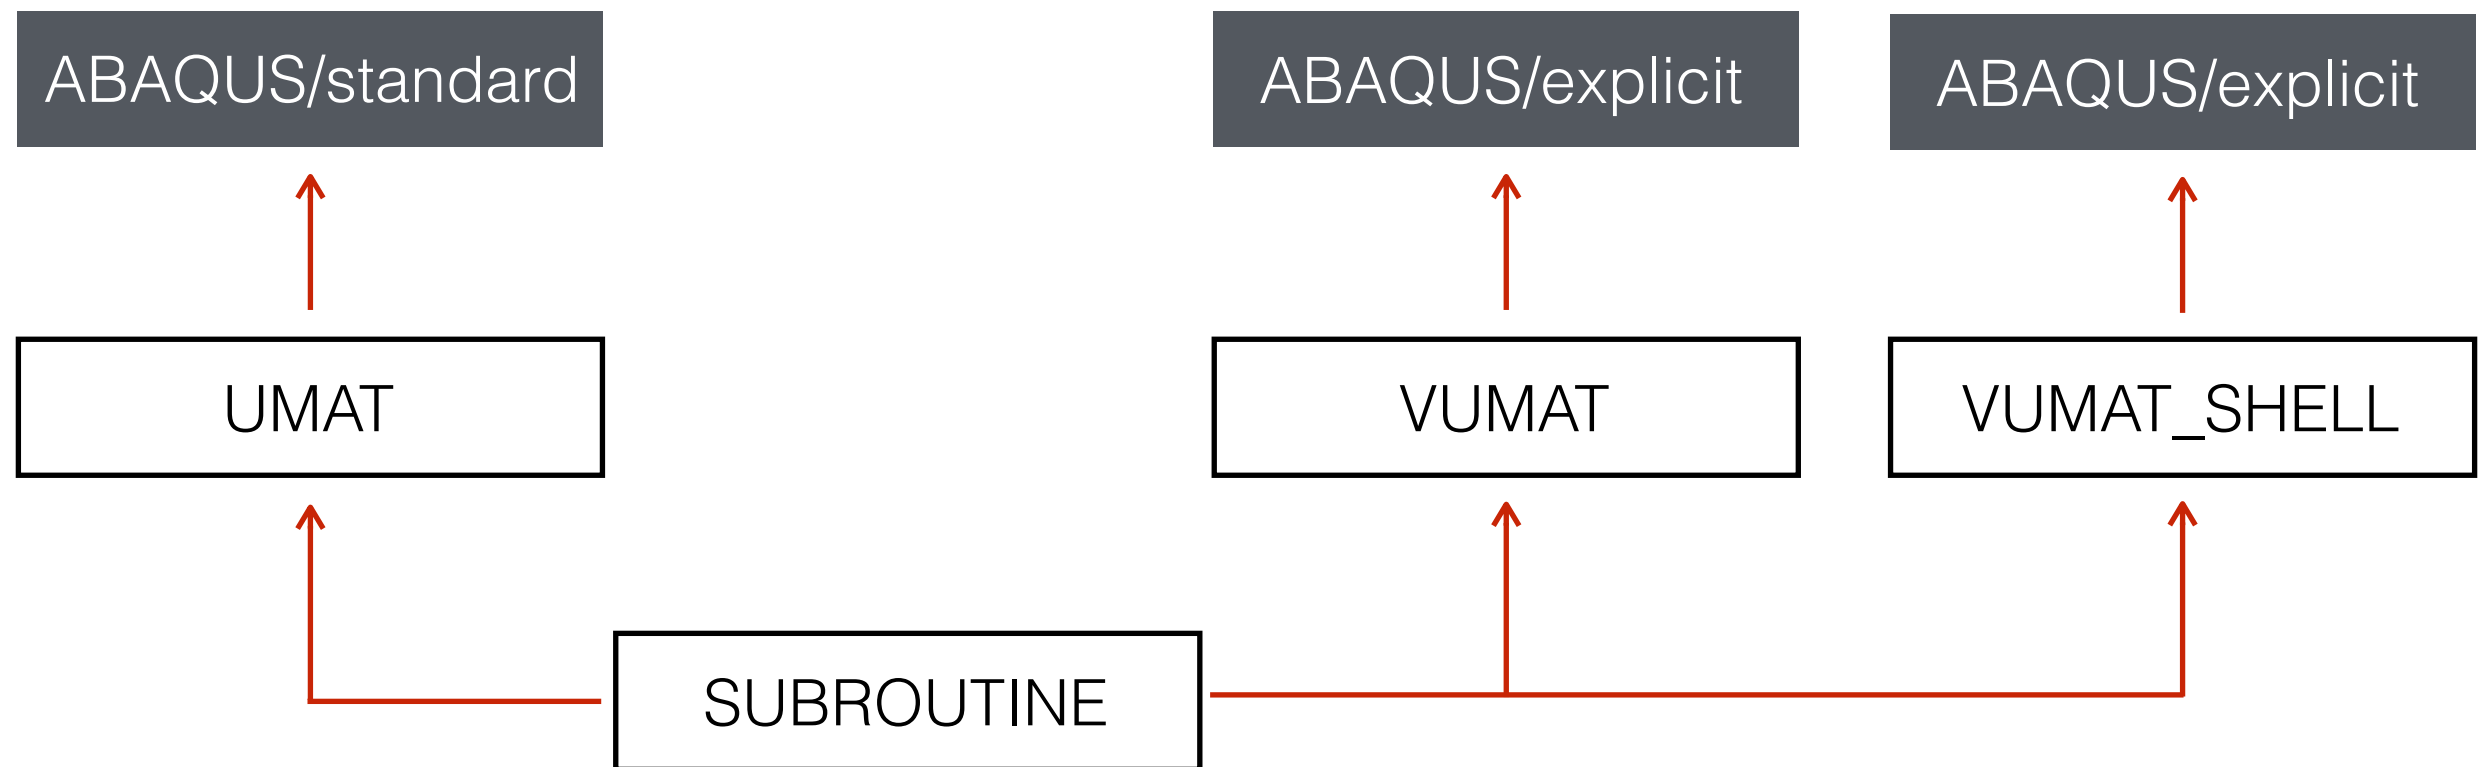 ABAQUS/standard
ABAQUS/explicit
ABAQUS/explicit
UMAT
VUMAT
VUMAT_SHELL
SUBROUTINE